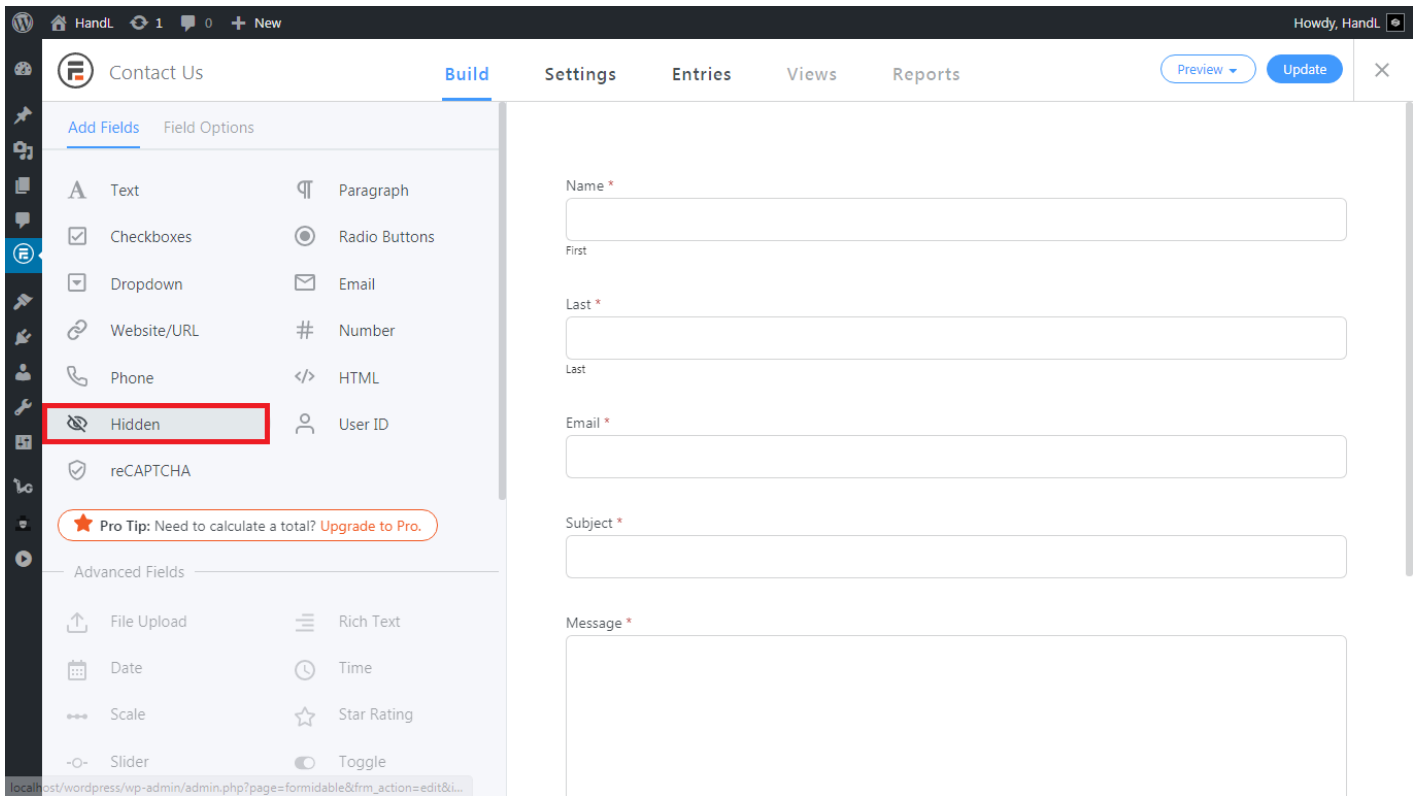 HandL 1 0 New Howdy, HandL
Contact Us Build Settings Entries Views Reports Preview Update
Add Fields Field Options
Text Paragraph
Checkboxes Radio Buttons
Dropdown Email
Website/URL Number
Phone HTML
Hidden User ID
reCAPTCHA
Pro Tip: Need to calculate a total? Upgrade to Pro.
Advanced Fields
File Upload Rich Text
Date Time
Scale Star Rating
Slider Toggle
localhost/wordpress/wp-admin/admin.php?page=formidable&frm_action=edit&i...
Name *
First
Last *
Last
Email *
Subject *
Message *